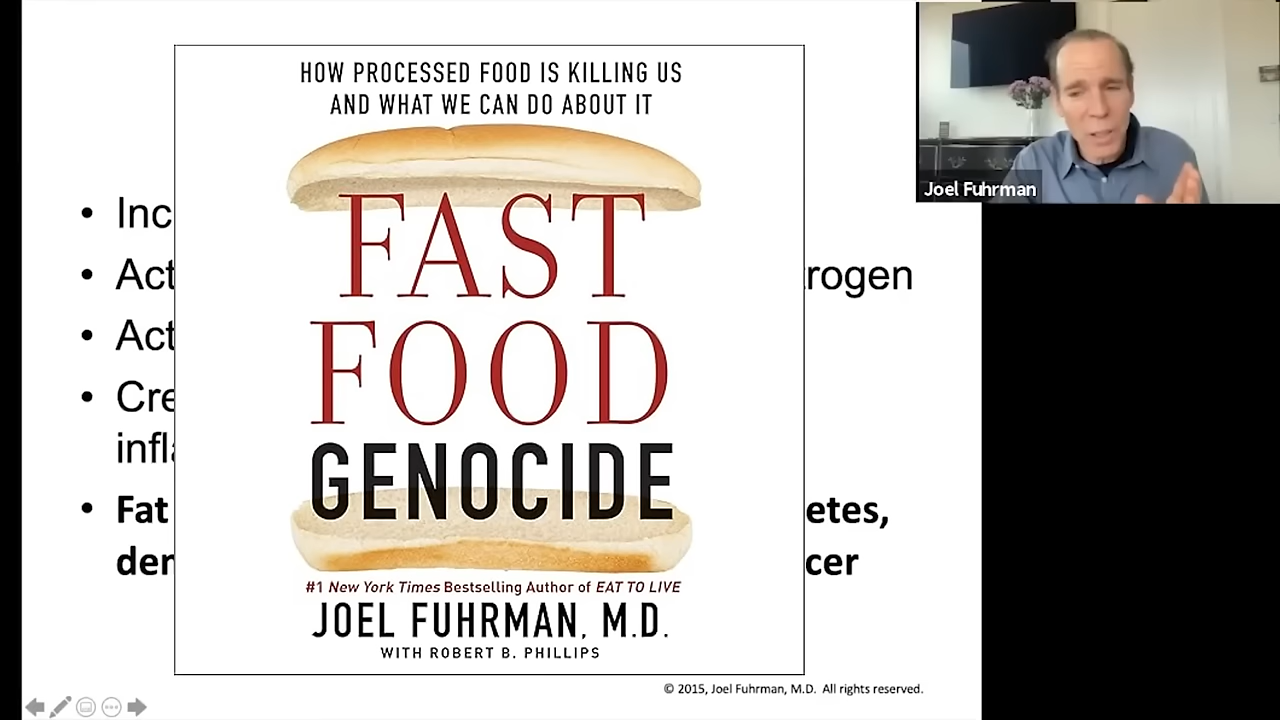 HOW PROCESSED FOOD IS KILLING US
AND WHAT WE CAN DO ABOUT IT
FAST
FOOD
GENOCIDE
#1 New York Times Bestselling Author of EAT TO LIVE
JOEL FUHRMAN, M.D.
WITH ROBERT B. PHILLIPS
• Inc
• Act rogen
• Act
• Cre
infla
• Fat etes,
den cer
© 2015, Joel Fuhrman, M.D. All rights reserved.
Joel Fuhrman